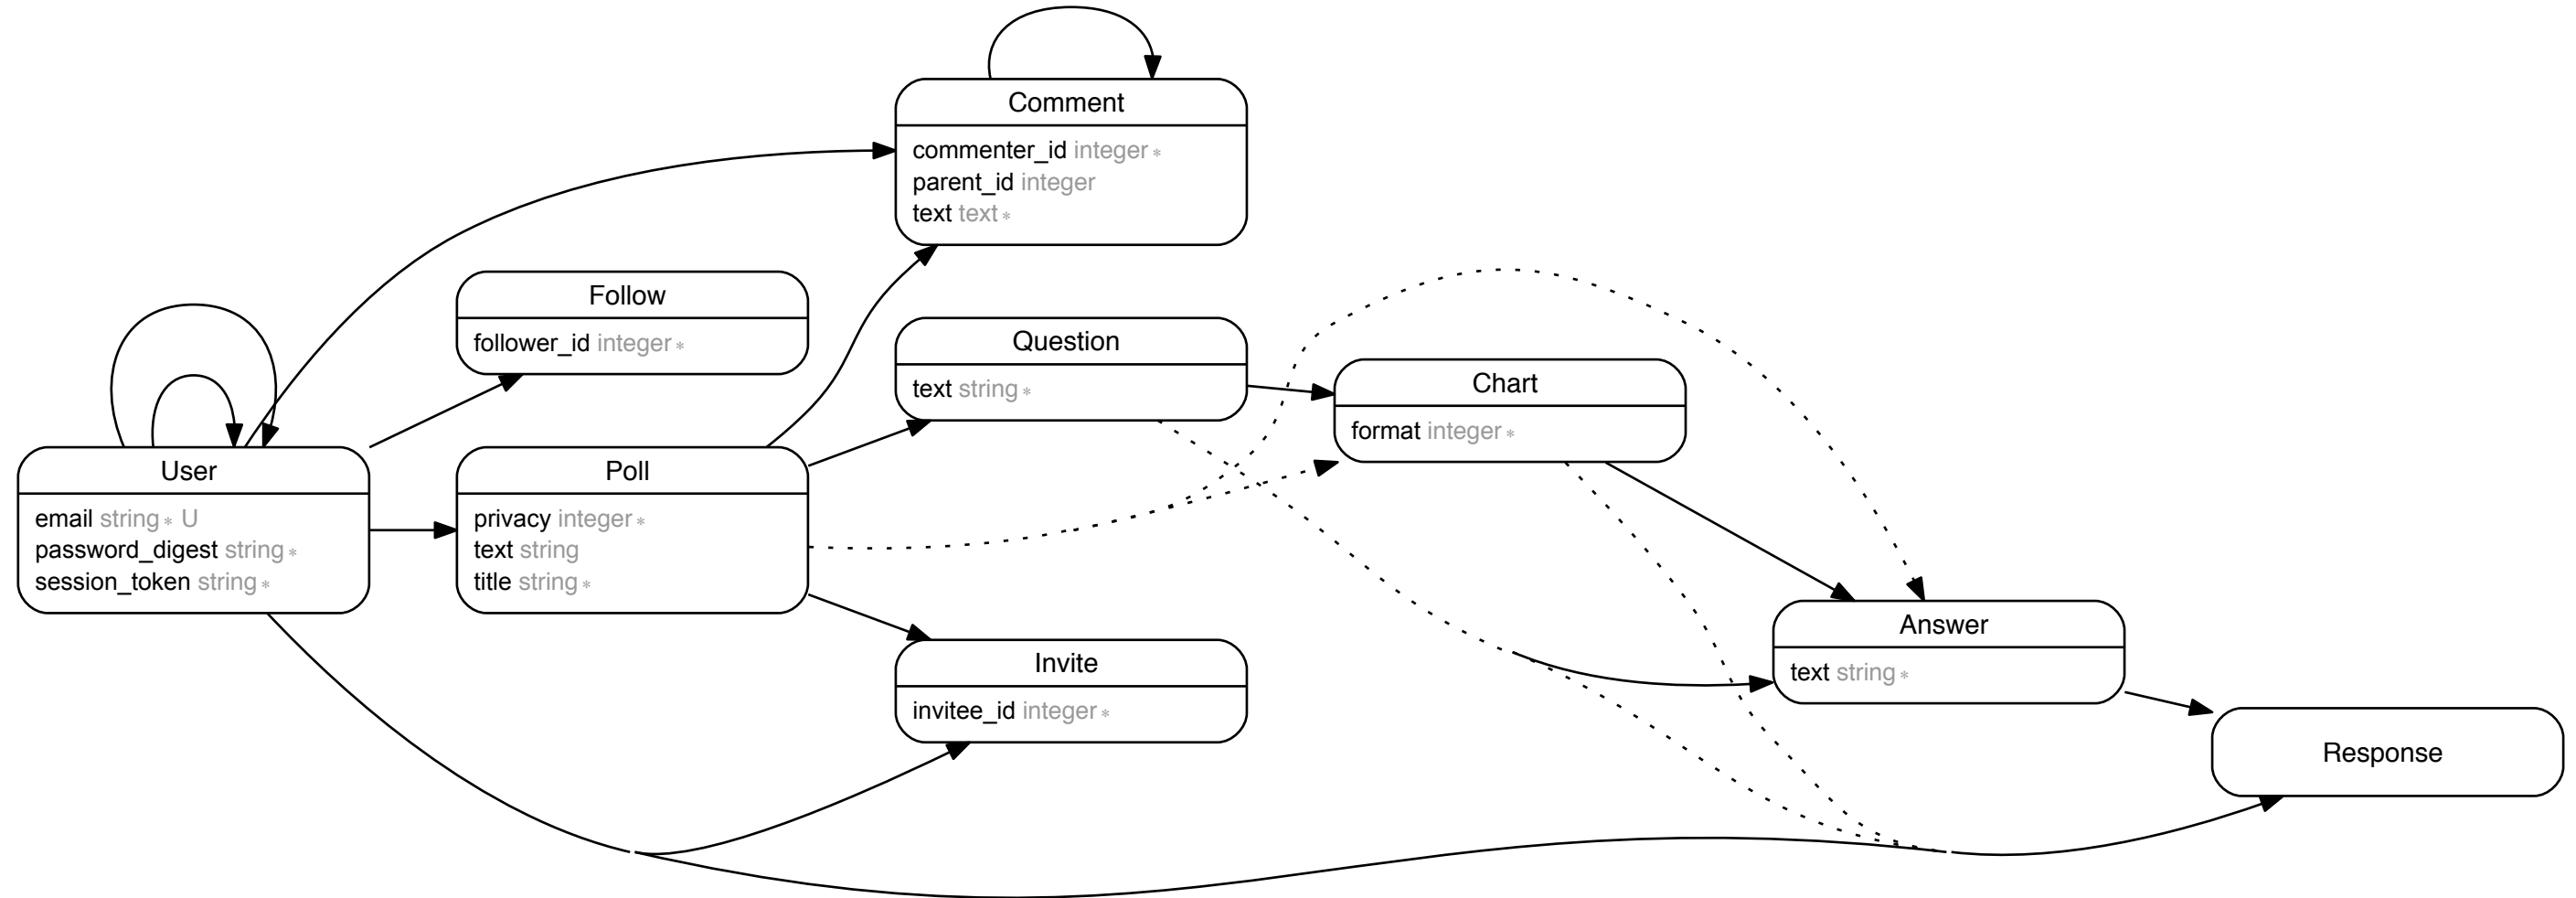 Comment
commenter_id integer *
parent_id integer
text text *
Follow
follower_id integer *
Question
text string *
Chart
format integer *
User
email string * U
password_digest string *
session_token string *
Poll
privacy integer *
text string
title string *
Invite
invitee_id integer *
Answer
text string *
Response